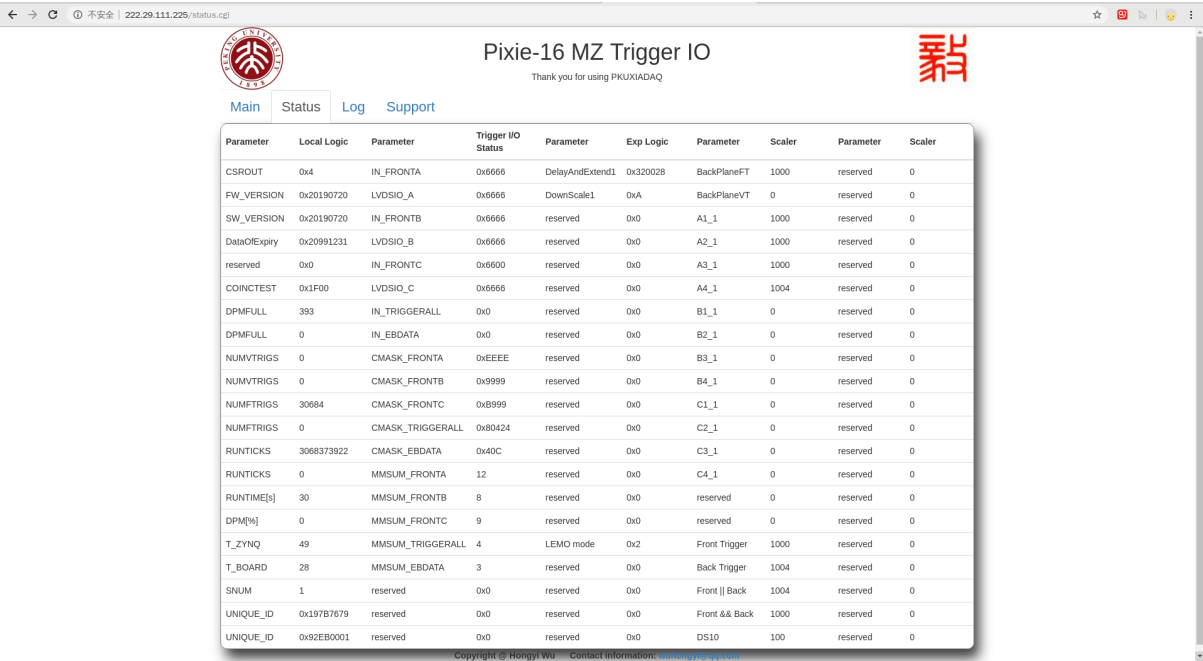 不安全 222.29.111.225/status.cgi
PEKING UNIVERSITY
1898
Pixie-16 MZ Trigger IO
Thank you for using PKUXIADAQ
Main Status Log Support
Parameter Local Logic Parameter Trigger I/O Status Parameter Exp Logic Parameter Scaler Parameter Scaler
CSROUT 0x4 IN_FRONTA 0x6666 DelayAndExtend1 0x320028 BackPlaneFT 1000 reserved 0
FW_VERSION 0x20190720 LVDSIO_A 0x6666 DownScale1 0xA BackPlaneVT 0 reserved 0
SW_VERSION 0x20190720 IN_FRONTB 0x6666 reserved 0x0 A1_1 1000 reserved 0
DataOfExpiry 0x20991231 LVDSIO_B 0x6666 reserved 0x0 A2_1 1000 reserved 0
reserved 0x0 IN_FRONTC 0x6600 reserved 0x0 A3_1 1000 reserved 0
COINCTEST 0x1F00 LVDSIO_C 0x6666 reserved 0x0 A4_1 1004 reserved 0
DPMFULL 393 IN_TRIGGERALL 0x0 reserved 0x0 B1_1 0 reserved 0
DPMFULL 0 IN_EBDATA 0x0 reserved 0x0 B2_1 0 reserved 0
NUMVTRIGS 0 CMASK_FRONTA 0xEEEE reserved 0x0 B3_1 0 reserved 0
NUMVTRIGS 0 CMASK_FRONTB 0x9999 reserved 0x0 B4_1 0 reserved 0
NUMFTRIGS 30684 CMASK_FRONTC 0xB999 reserved 0x0 C1_1 0 reserved 0
NUMFTRIGS 0 CMASK_TRIGGERALL 0x80424 reserved 0x0 C2_1 0 reserved 0
RUNTICKS 3068373922 CMASK_EBDATA 0x40C reserved 0x0 C3_1 0 reserved 0
RUNTICKS 0 MMSUM_FRONTA 12 reserved 0x0 C4_1 0 reserved 0
RUNTIME[s] 30 MMSUM_FRONTB 8 reserved 0x0 reserved 0 reserved 0
DPM[%] 0 MMSUM_FRONTC 9 reserved 0x0 reserved 0 reserved 0
T_ZYNQ 49 MMSUM_TRIGGERALL 4 LEMO mode 0x2 Front Trigger 1000 reserved 0
T_BOARD 28 MMSUM_EBDATA 3 reserved 0x0 Back Trigger 1004 reserved 0
SNUM 1 reserved 0x0 reserved 0x0 Front || Back 1004 reserved 0
UNIQUE_ID 0x197B7679 reserved 0x0 reserved 0x0 Front && Back 1000 reserved 0
UNIQUE_ID 0x92EB0001 reserved 0x0 reserved 0x0 DS10 100 reserved 0
Copyright @ Hongyi Wu Contact information: wuhongyi@qq.com